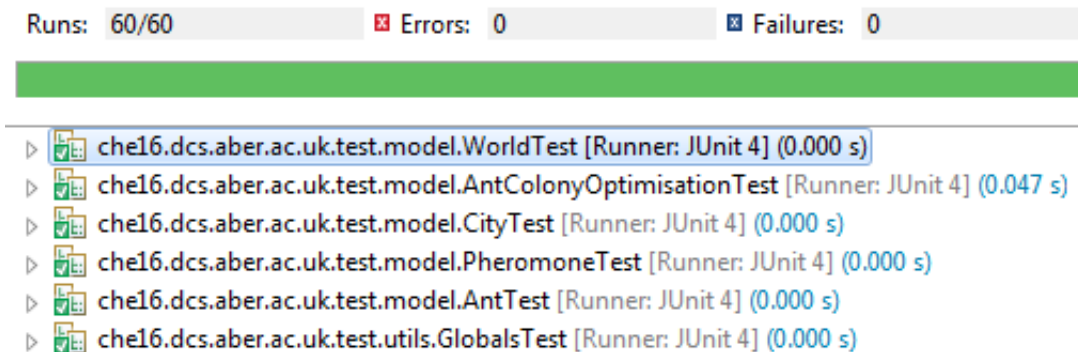 Runs: 60/60 Errors: 0 Failures: 0
che16.dcs.aber.ac.uk.test.model.WorldTest [Runner: JUnit 4] (0.000 s)
che16.dcs.aber.ac.uk.test.model.AntColonyOptimisationTest [Runner: JUnit 4] (0.047 s)
che16.dcs.aber.ac.uk.test.model.CityTest [Runner: JUnit 4] (0.000 s)
che16.dcs.aber.ac.uk.test.model.PheromoneTest [Runner: JUnit 4] (0.000 s)
che16.dcs.aber.ac.uk.test.model.AntTest [Runner: JUnit 4] (0.000 s)
che16.dcs.aber.ac.uk.test.utils.GlobalsTest [Runner: JUnit 4] (0.000 s)